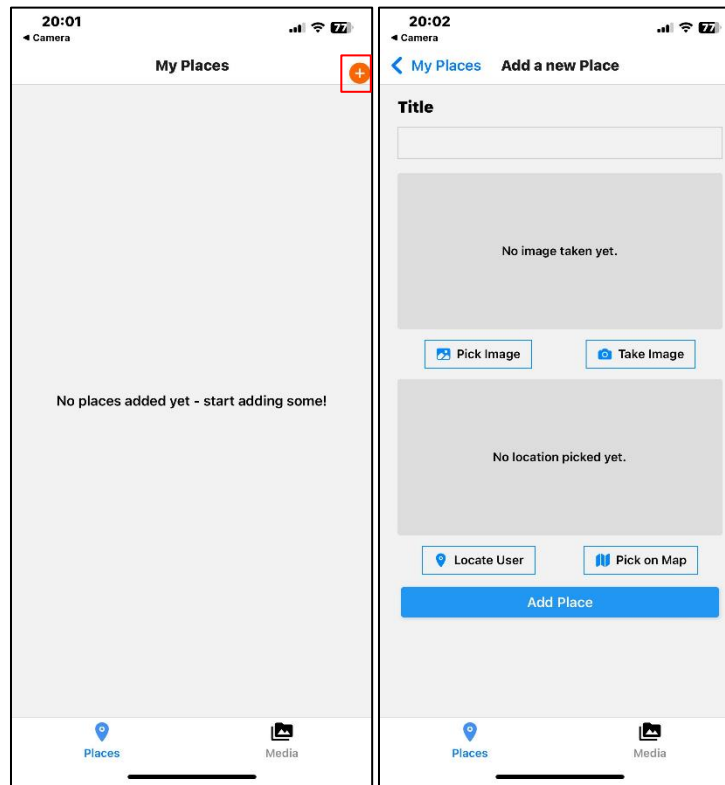 20:01
77
◄ Camera
My Places
No places added yet - start adding some!
Places
Media
20:02
77
◄ Camera
My Places
Add a new Place
Title
No image taken yet.
Pick Image
Take Image
No location picked yet.
Locate User
Pick on Map
Add Place
Places
Media